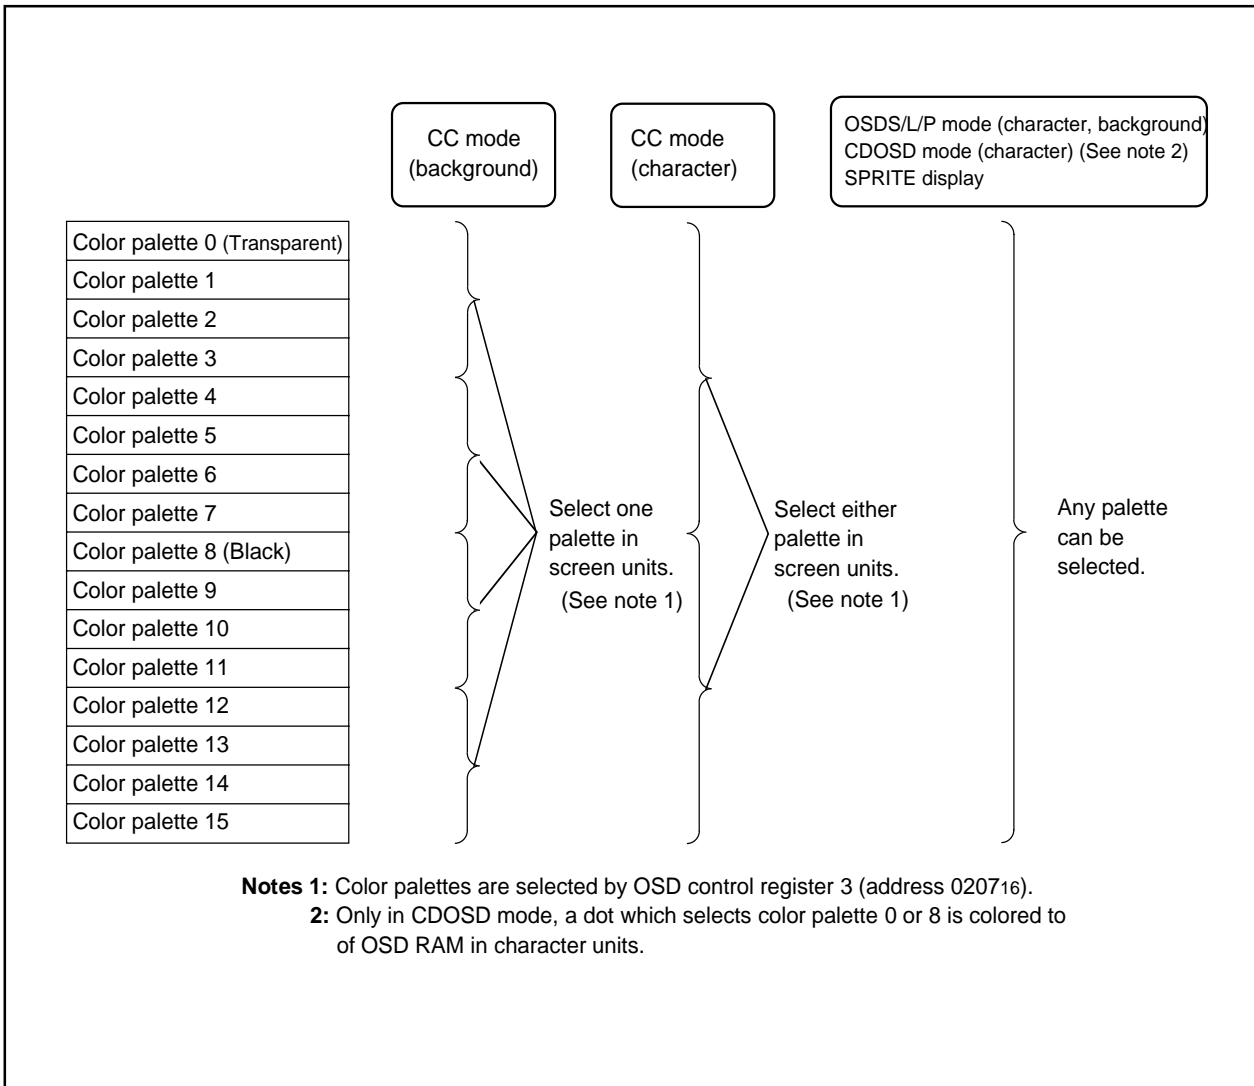 CC mode
(background)
CC mode
(character)
OSDS/L/P mode (character, background)
CDOSD mode (character) (See note 2)
SPRITE display
Color palette 0 (Transparent)
Color palette 1
Color palette 2
Color palette 3
Color palette 4
Color palette 5
Color palette 6
Color palette 7
Color palette 8 (Black)
Color palette 9
Color palette 10
Color palette 11
Color palette 12
Color palette 13
Color palette 14
Color palette 15
Select one
palette in
screen units.
(See note 1)
Select either
palette in
screen units.
(See note 1)
Any palette
can be
selected.
Notes 1: Color palettes are selected by OSD control register 3 (address 020716).
2: Only in CDOSD mode, a dot which selects color palette 0 or 8 is colored to
of OSD RAM in character units.